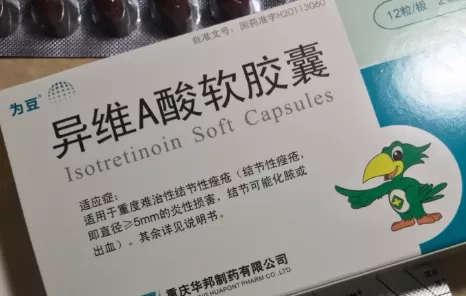 批准文号：国药准字H20113060
12粒/板
为豆®
异维A酸软胶囊
Isotretinoin Soft Capsules
适应症：
适用于重度难治性结节性痤疮（结节性痤疮，
即直径≥5mm的炎性损害，结节可能化脓或
出血）。其余详见说明书。
重庆华邦制药有限公司
HUAPONT PHARM CO., LTD.